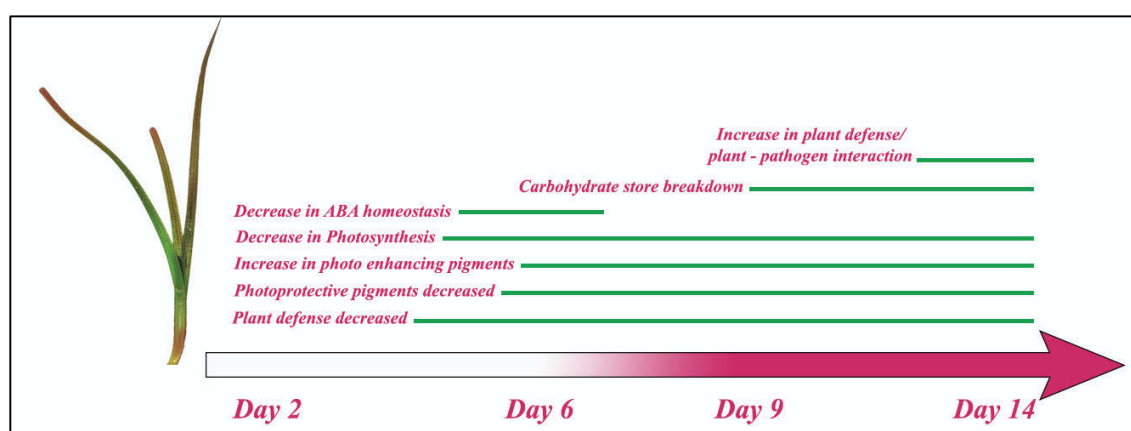 Increase in plant defense/
plant - pathogen interaction
Carbohydrate store breakdown
Decrease in ABA homeostasis
Decrease in Photosynthesis
Increase in photo enhancing pigments
Photoprotective pigments decreased
Plant defense decreased
Day 2 Day 6 Day 9 Day 14